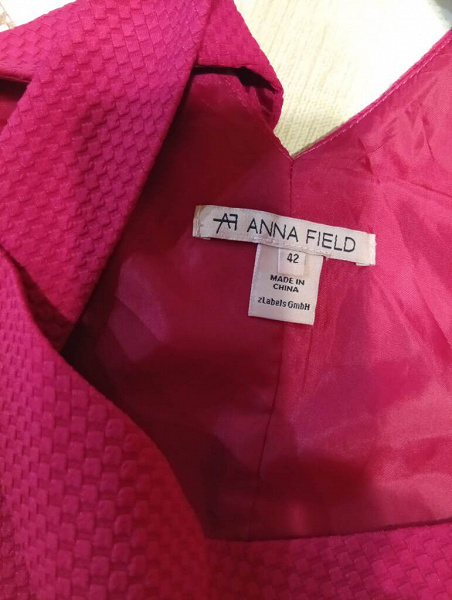 AF ANNA FIELD
42
MADE IN
CHINA
zLabels GmbH